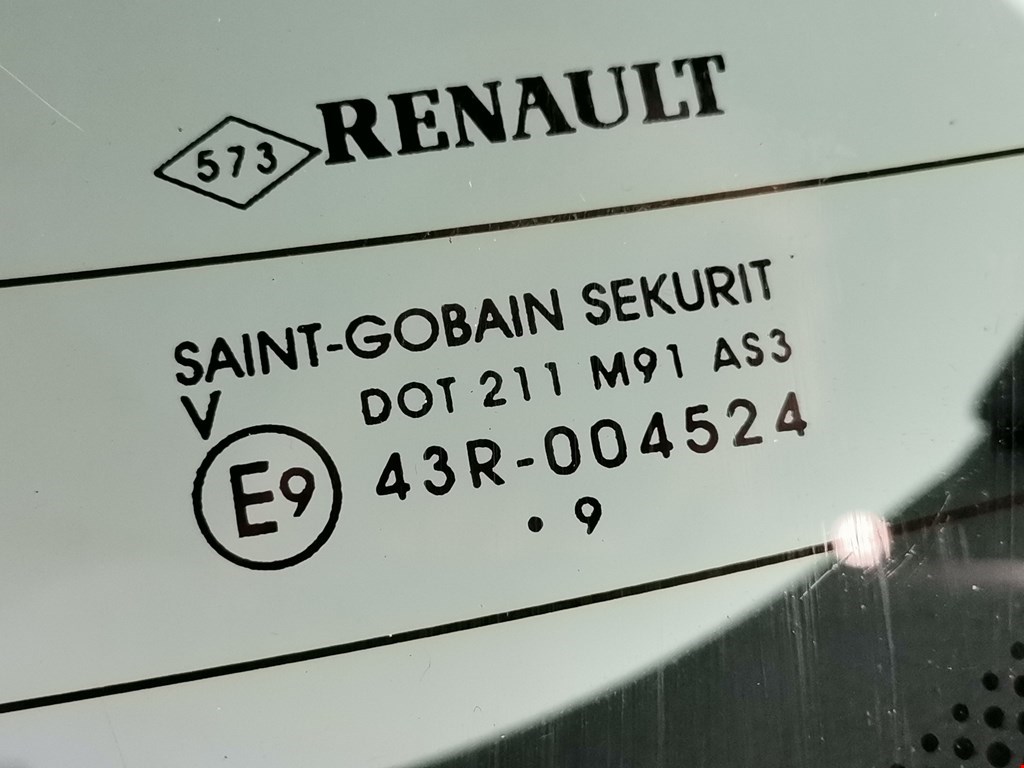 573 RENAULT
SAINT-GOBAIN SEKURIT
V DOT 211 M91 AS3
E9 43R-004524
. 9